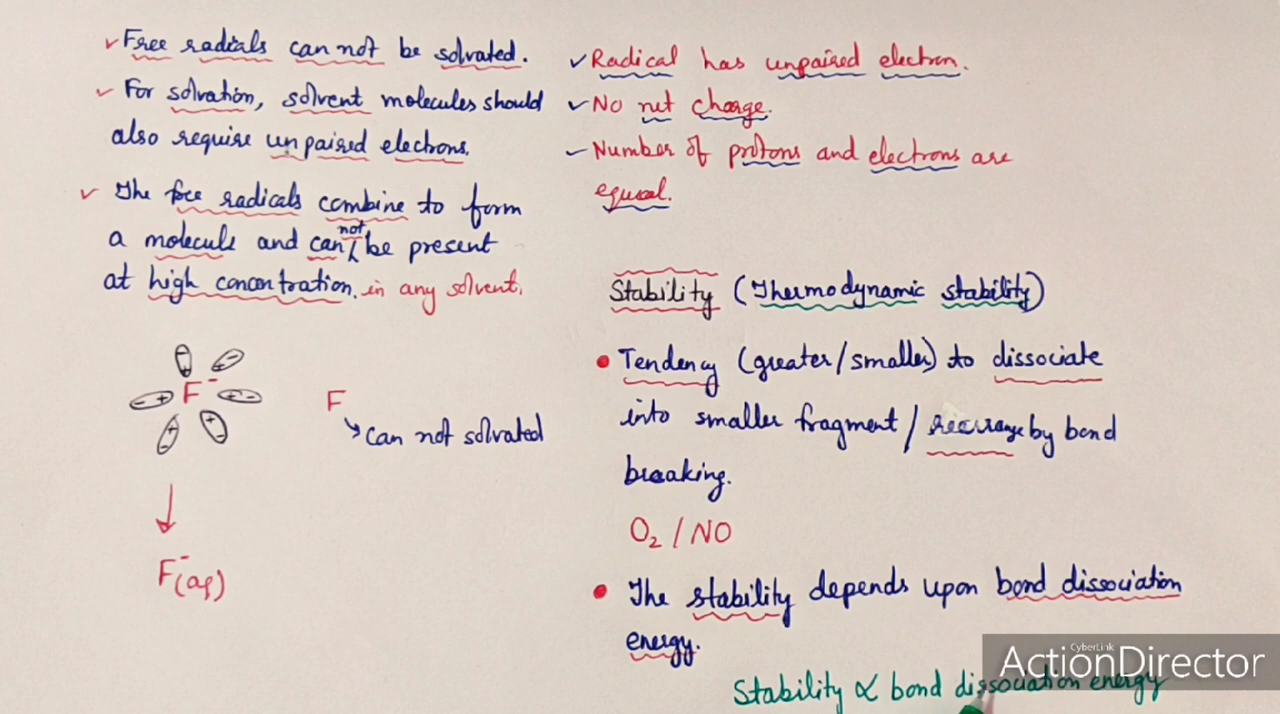 ✓Free radicals can not be solvated.
✓ For solvation, solvent molecules should
also require unpaired electrons.
✓ The free radicals combine to form
a molecule and can not be present
at high concentration. in any solvent.
F⁻
F
can not solvated
F⁻(aq)
✓Radical has unpaired electron.
✓No net charge.
✓Number of protons and electrons are
equal.
Stability (Thermodynamic stability)
• Tendency (greater/smaller) to dissociate
into smaller fragment / rearrange by bond
breaking.
O₂ / NO
• The stability depends upon bond dissociation
energy.
Stability ∝ bond dissociation energy
CyberLink
ActionDirector